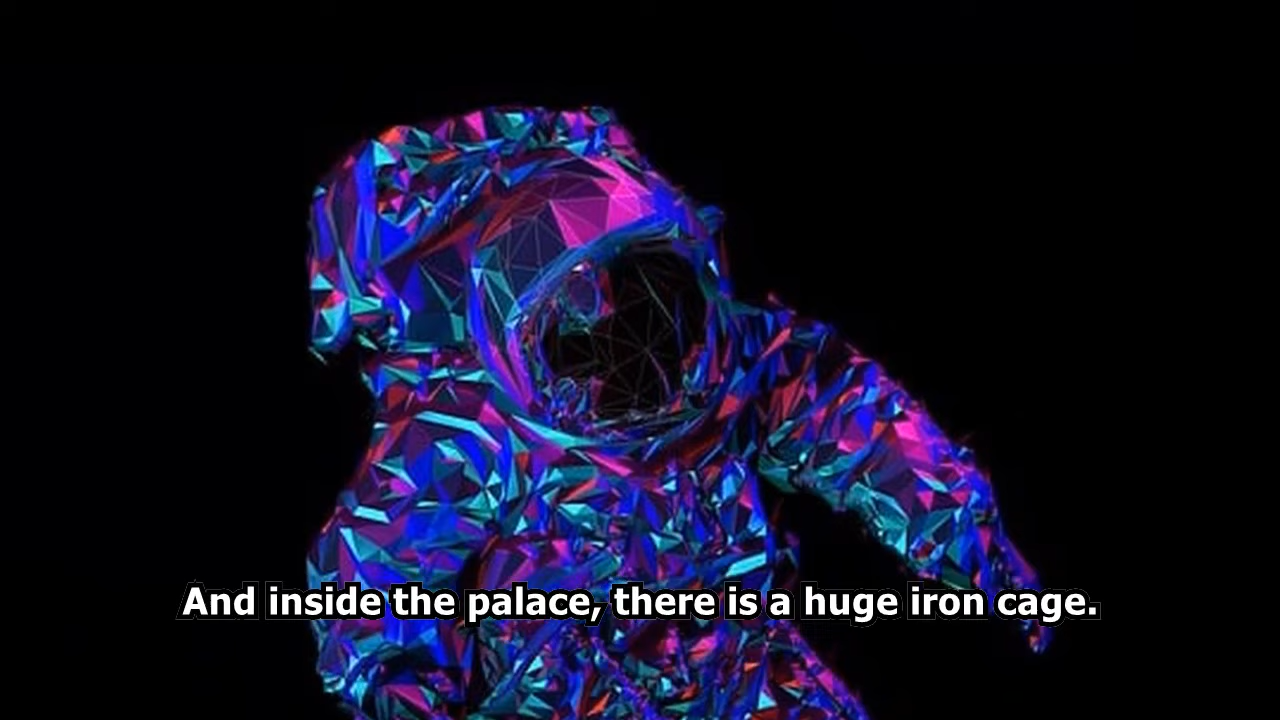 And inside the palace, there is a huge iron cage.